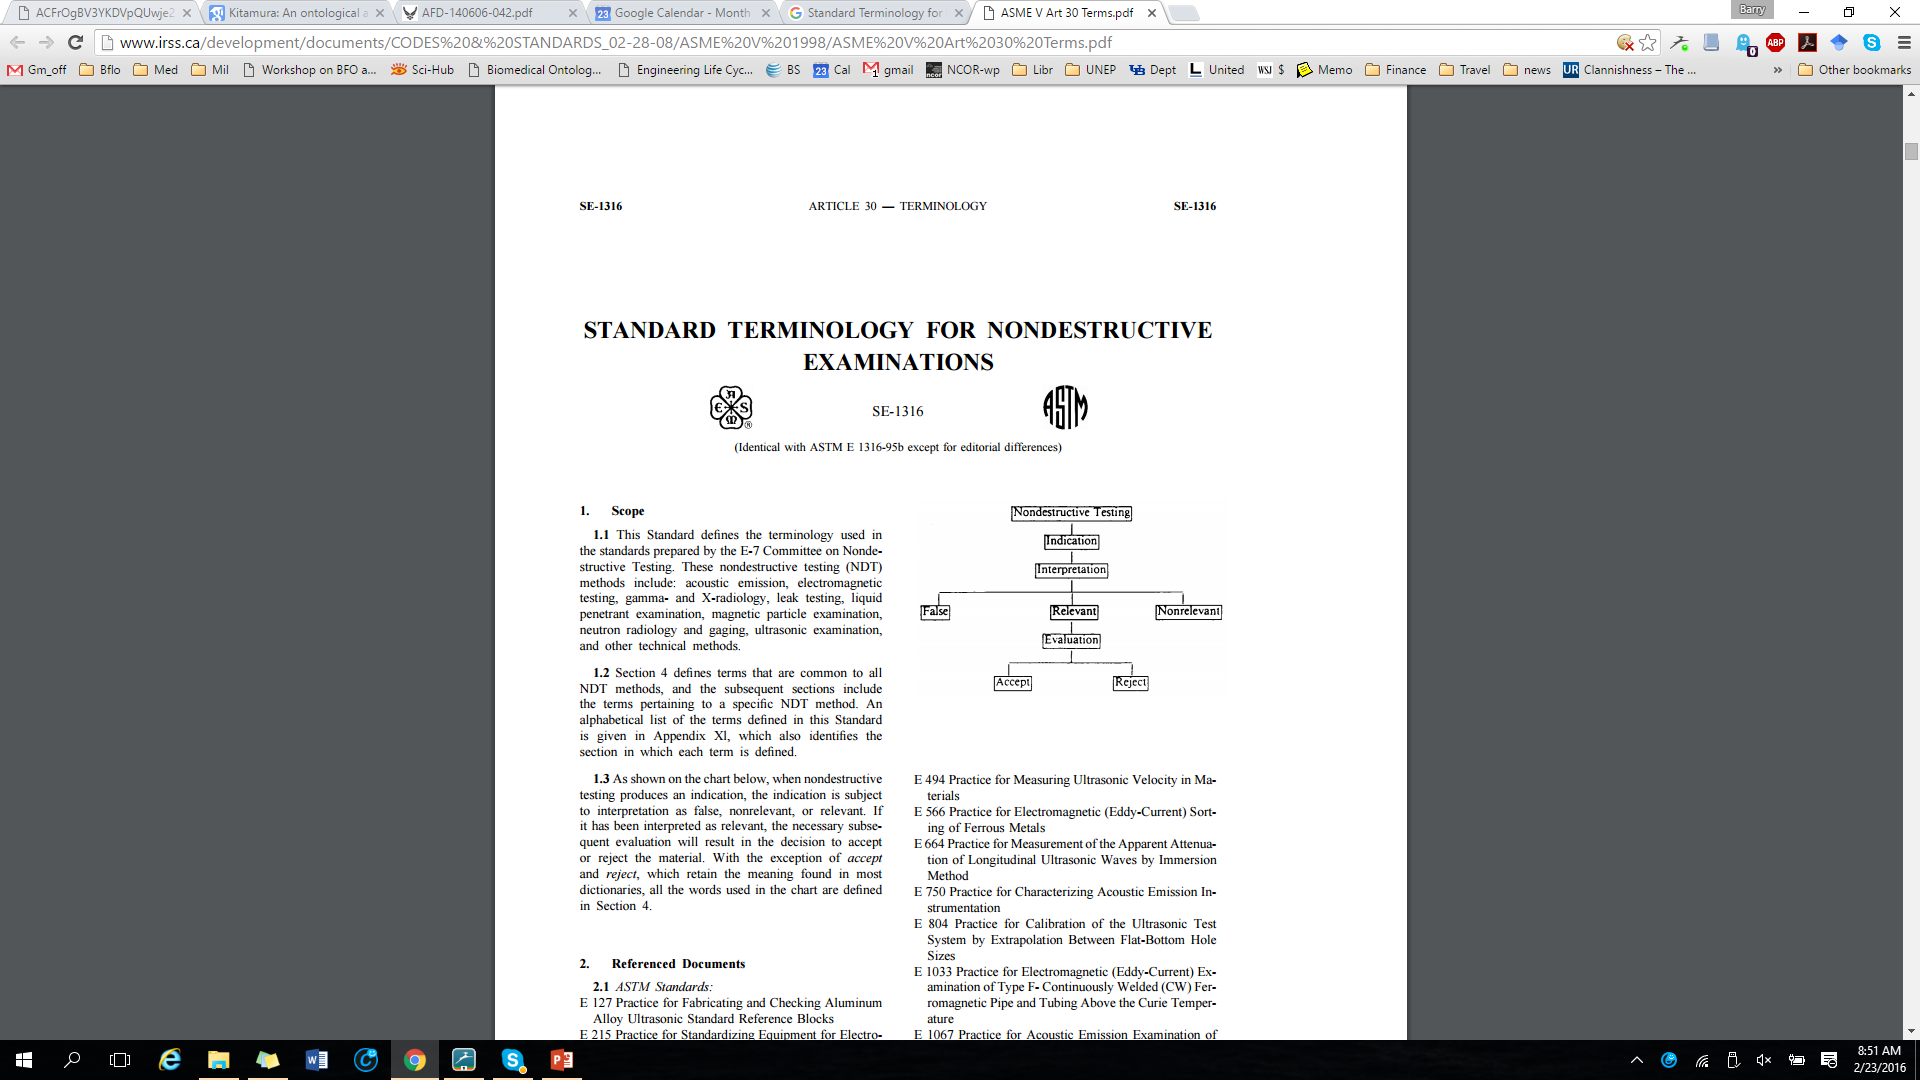 ACFrOgBV3YKDVpQUwje2
Kitamura: An ontological a
AFD-140606-042.pdf
23 Google Calendar - Month
Standard Terminology for
ASME V Art 30 Terms.pdf
Barry
www.irss.ca/development/documents/CODES%20&%20STANDARDS_02-28-08/ASME%20V%201998/ASME%20V%20Art%2030%20Terms.pdf
ABP
0
Gm_off
Bflo
Med
Mil
Workshop on BFO a...
Sci-Hub
Biomedical Ontolog...
Engineering Life Cyc...
BS
23 Cal
gmail
NCOR-wp
Libr
UNEP
Dept
United
WSJ $
Memo
Finance
Travel
news
UR Clannishness – The ...
»
Other bookmarks
SE-1316 ARTICLE 30 — TERMINOLOGY SE-1316
STANDARD TERMINOLOGY FOR NONDESTRUCTIVE
EXAMINATIONS
ASME
SE-1316
ASTM
(Identical with ASTM E 1316-95b except for editorial differences)
1. Scope
1.1 This Standard defines the terminology used in
the standards prepared by the E-7 Committee on Nonde-
structive Testing. These nondestructive testing (NDT)
methods include: acoustic emission, electromagnetic
testing, gamma- and X-radiology, leak testing, liquid
penetrant examination, magnetic particle examination,
neutron radiology and gaging, ultrasonic examination,
and other technical methods.
1.2 Section 4 defines terms that are common to all
NDT methods, and the subsequent sections include
the terms pertaining to a specific NDT method. An
alphabetical list of the terms defined in this Standard
is given in Appendix Xl, which also identifies the
section in which each term is defined.
1.3 As shown on the chart below, when nondestructive
testing produces an indication, the indication is subject
to interpretation as false, nonrelevant, or relevant. If
it has been interpreted as relevant, the necessary subse-
quent evaluation will result in the decision to accept
or reject the material. With the exception of accept
and reject, which retain the meaning found in most
dictionaries, all the words used in the chart are defined
in Section 4.
2. Referenced Documents
2.1 ASTM Standards:
E 127 Practice for Fabricating and Checking Aluminum
Alloy Ultrasonic Standard Reference Blocks
E 215 Practice for Standardizing Equipment for Electro-
Nondestructive Testing
Indication
Interpretation
False
Relevant
Nonrelevant
Evaluation
Accept
Reject
E 494 Practice for Measuring Ultrasonic Velocity in Ma-
terials
E 566 Practice for Electromagnetic (Eddy-Current) Sort-
ing of Ferrous Metals
E 664 Practice for Measurement of the Apparent Attenua-
tion of Longitudinal Ultrasonic Waves by Immersion
Method
E 750 Practice for Characterizing Acoustic Emission In-
strumentation
E 804 Practice for Calibration of the Ultrasonic Test
System by Extrapolation Between Flat-Bottom Hole
Sizes
E 1033 Practice for Electromagnetic (Eddy-Current) Ex-
amination of Type F- Continuously Welded (CW) Fer-
romagnetic Pipe and Tubing Above the Curie Temper-
ature
E 1067 Practice for Acoustic Emission Examination of
8:51 AM
2/23/2016